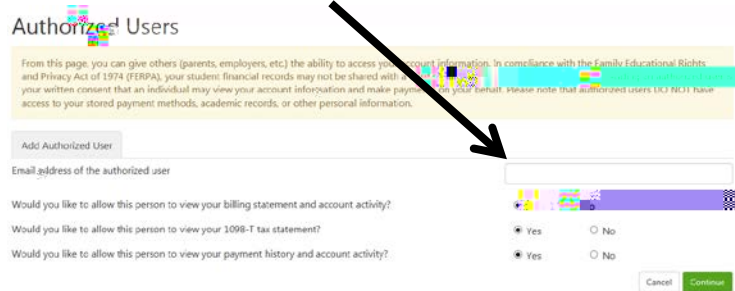 Authorized Users
From this page, you can give others (parents, employers, etc.) the ability to access your account information. In compliance with the Family Educational Rights
and Privacy Act of 1974 (FERPA), your student financial records may not be shared with a
your written consent that an individual may view your account information and make payments on your behalf. Please note that authorized users DO NOT have
access to your stored payment methods, academic records, or other personal information.
Add Authorized User
Email address of the authorized user
Would you like to allow this person to view your billing statement and account activity?
Would you like to allow this person to view your 1098-T tax statement? Yes No
Would you like to allow this person to view your payment history and account activity? Yes No
Cancel Continue